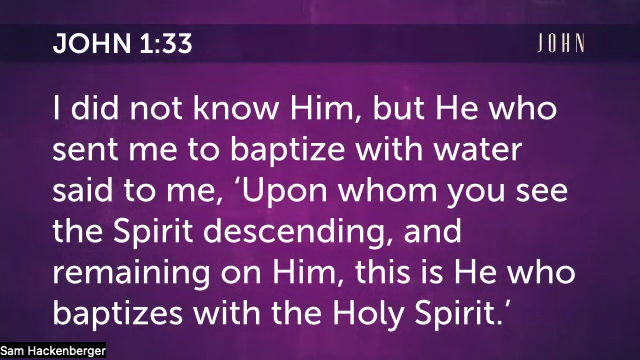 JOHN 1:33
JOHN
I did not know Him, but He who
sent me to baptize with water
said to me, ‘Upon whom you see
the Spirit descending, and
remaining on Him, this is He who
baptizes with the Holy Spirit.’
Sam Hackenberger